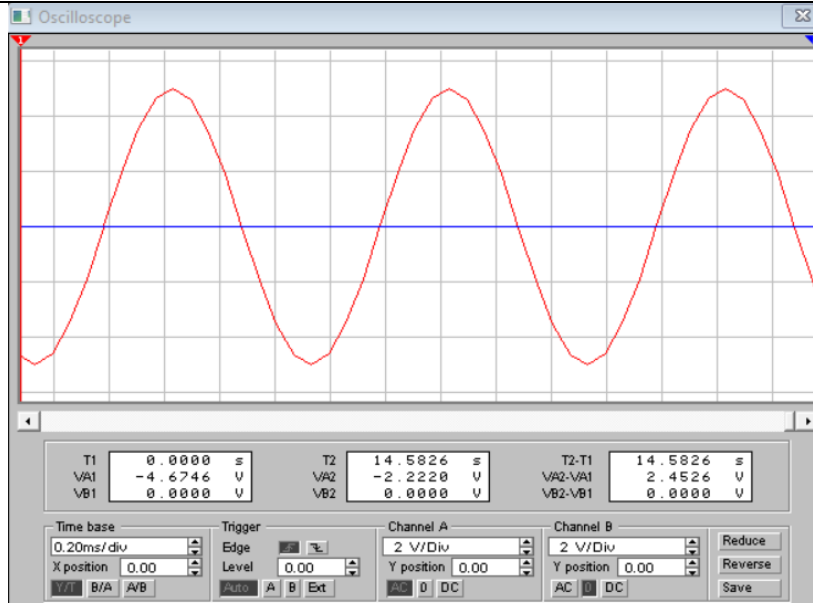 Oscilloscope
1
T1 0.0000 s T2 14.5826 s T2-T1 14.5826 s
VA1 -4.6746 V VA2 -2.2220 V VA2-VA1 2.4526 V
VB1 0.0000 V VB2 0.0000 V VB2-VB1 0.0000 V
Time base Trigger Channel A Channel B
0.20ms/div Edge 2 V/Div 2 V/Div Reduce
X position 0.00 Level 0.00 Y position 0.00 Y position 0.00 Reverse
Y/T B/A A/B Auto A B Ext AC 0 DC AC 0 DC Save